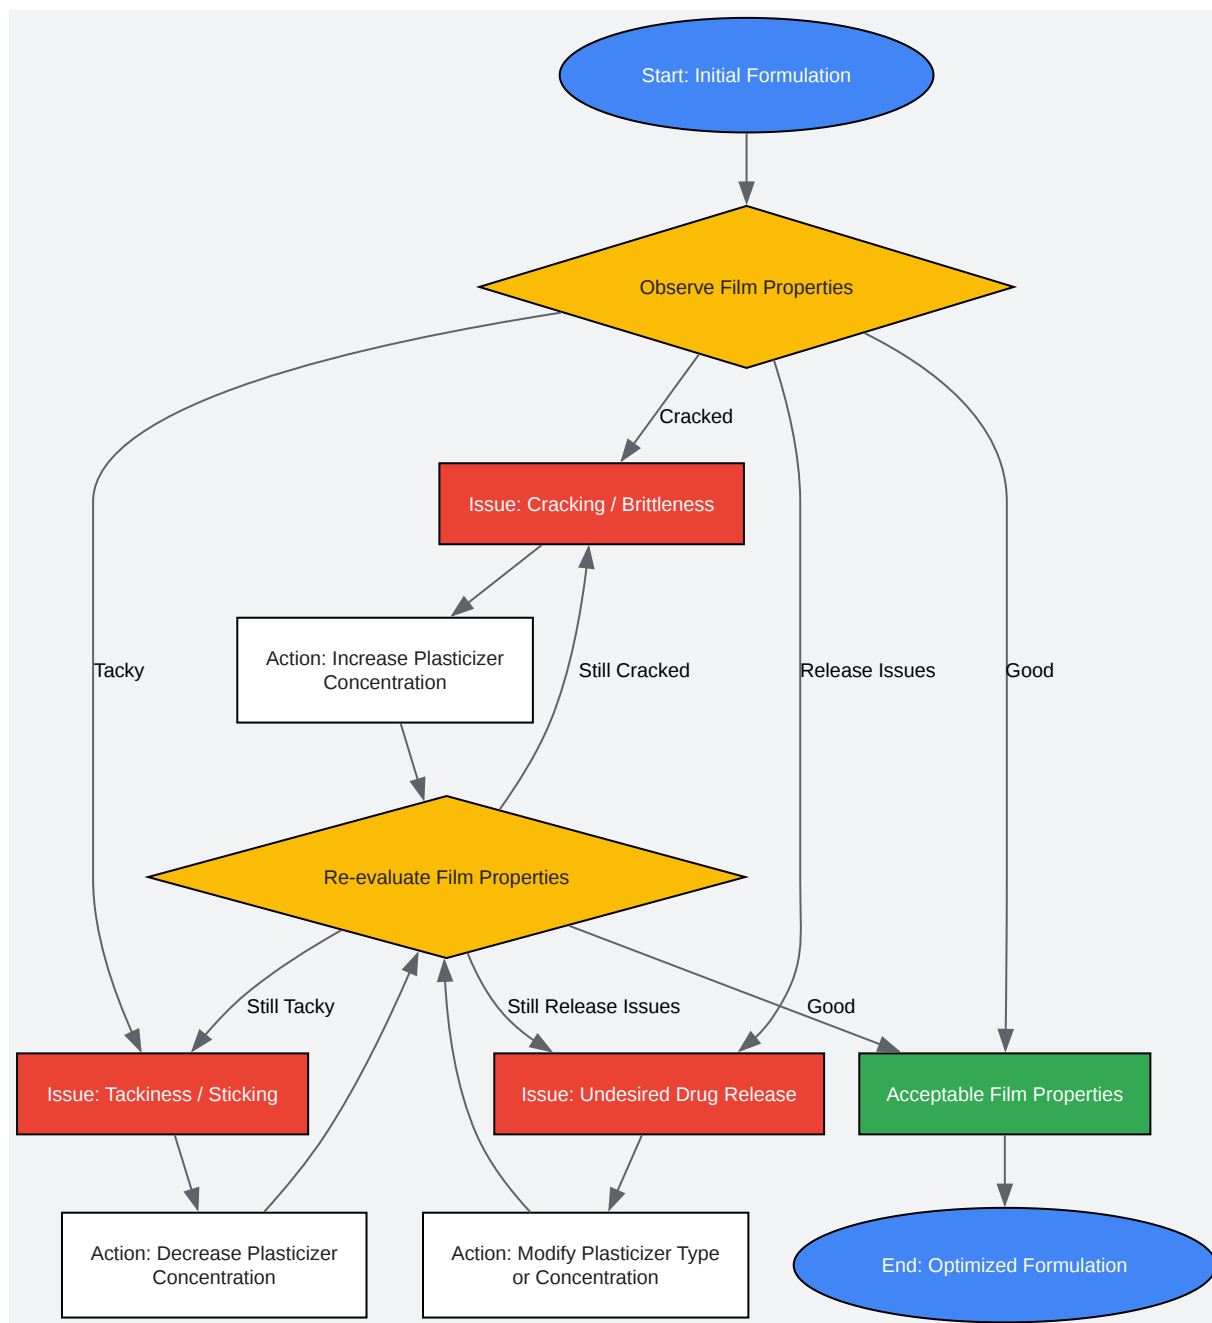 Start: Initial Formulation
Observe Film Properties
Cracked
Issue: Cracking / Brittleness
Action: Increase Plasticizer
Concentration
Tacky
Still Cracked
Release Issues
Good
Re-evaluate Film Properties
Still Tacky
Still Release Issues
Good
Issue: Tackiness / Sticking
Issue: Undesired Drug Release
Acceptable Film Properties
Action: Decrease Plasticizer
Concentration
Action: Modify Plasticizer Type
or Concentration
End: Optimized Formulation